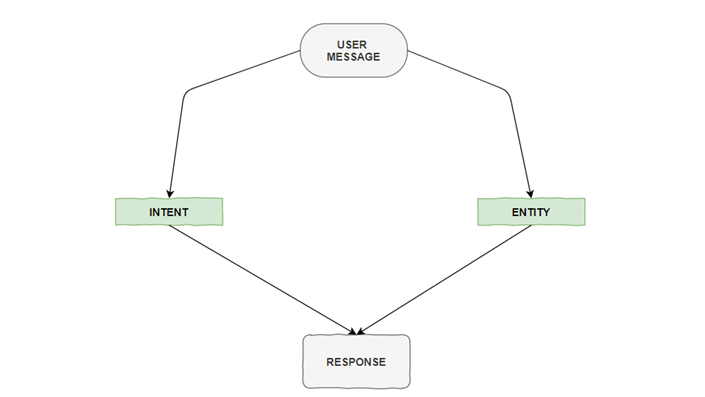 USER
MESSAGE
INTENT
ENTITY
RESPONSE